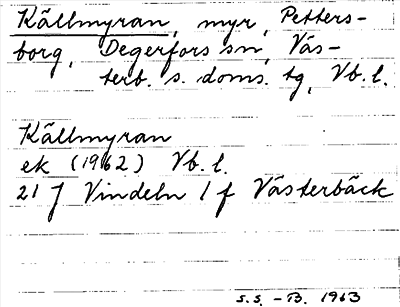 Källmyran, myr, Petters-
borg, Degerfors sn, Väs-
terb. s. doms. tg, Vb. l.
Källmyran
ek (1962) Vb. l.
21 J Vindeln 1 f Västerbäck
S.S. - B. 1963